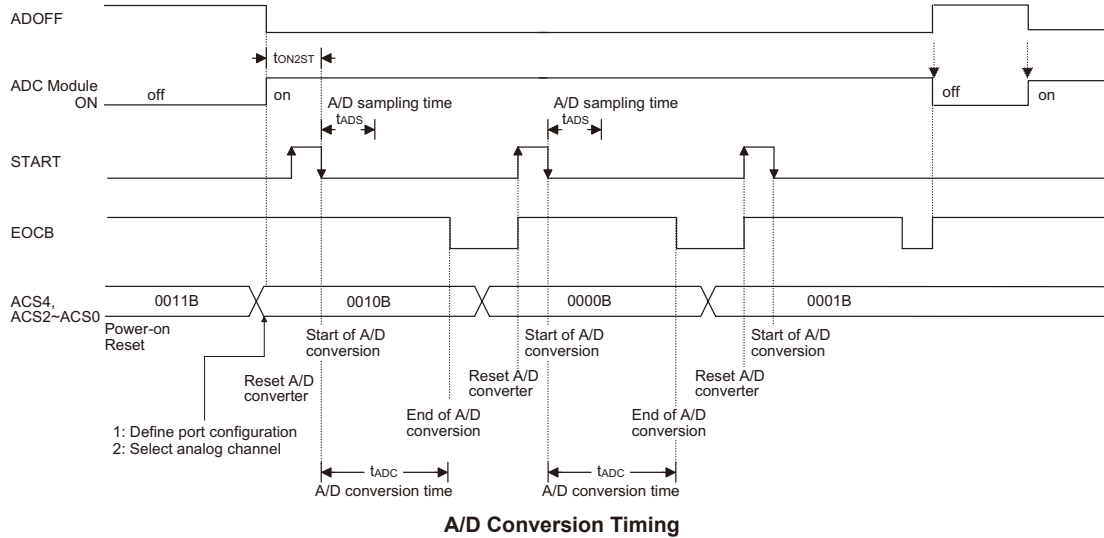 ADOFF
tON2ST
ADC Module
ON
off
on
off
on
A/D sampling time
tADS
A/D sampling time
tADS
START
EOCB
ACS4,
ACS2~ACS0
0011B
0010B
0000B
0001B
Power-on
Reset
Start of A/D
conversion
Start of A/D
conversion
Start of A/D
conversion
Reset A/D
converter
Reset A/D
converter
Reset A/D
converter
End of A/D
conversion
End of A/D
conversion
1: Define port configuration
2: Select analog channel
tADC
A/D conversion time
tADC
A/D conversion time
A/D Conversion Timing